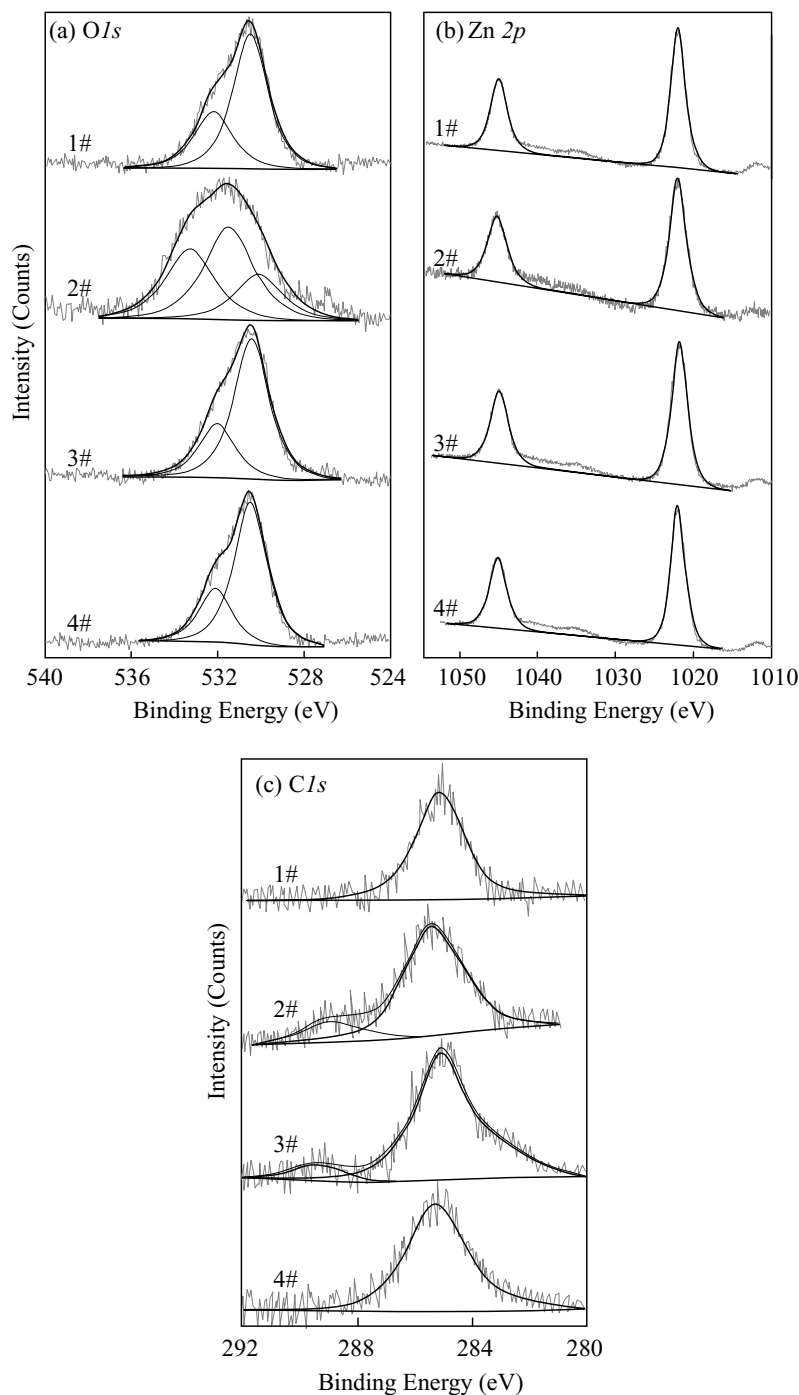 (a) O1s
1#
2#
3#
4#
540 536 532 528 524
Binding Energy (eV)
Intensity (Counts)
(b) Zn 2p
1#
2#
3#
4#
1050 1040 1030 1020 1010
Binding Energy (eV)
(c) C1s
1#
2#
3#
4#
292 288 284 280
Binding Energy (eV)
Intensity (Counts)